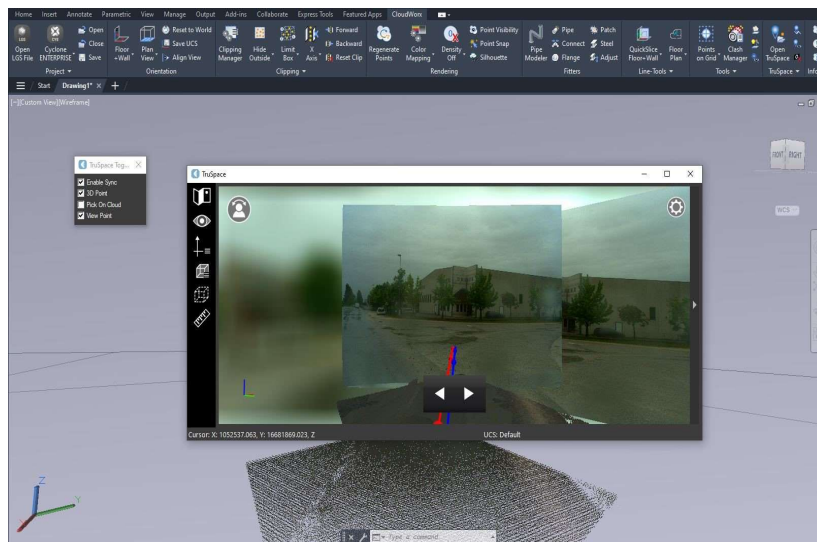 Home Insert Annotate Parametric View Manage Output Add-ins Collaborate Express Tools Featured Apps CloudWorx
Open Reset to World Forward Point Visibility Pipe Patch
Close Save UCS Backward Point Snap Connect Steel
Save Align View Reset Clip Silhouette Flange Adjust
Open LGS File
Cyclone ENTERPRISE
Floor +Wall
Plan View
Clipping Manager
Hide Outside
Limit Box
X Axis
Regenerate Points
Color Mapping
Density Off
Pipe Modeler
QuickSlice Floor+Wall
Floor Plan
Points on Grid
Clash Manager
Open TruSpace
Project Orientation Clipping Rendering Fitters Line-Tools Tools TruSpace
Start Drawing1* × +
[−][Custom View][Wireframe]
FRONT RIGHT
WCS
TruSpace Tog... X
Enable Sync
3D Point
Pick On Cloud
View Point
TruSpace
Cursor: X: 1052537.063, Y: 16681869.023, Z
UCS: Default
Z
Y
X
Type a command